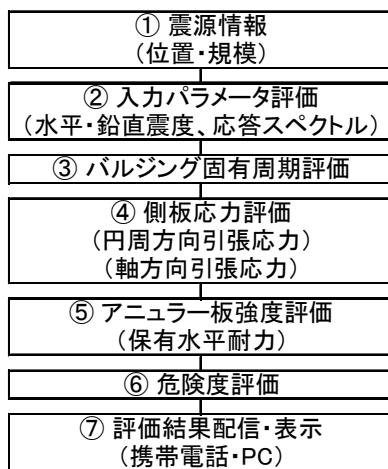 ① 震源情報
(位置・規模)
② 入力パラメータ評価
(水平・鉛直震度、応答スペクトル)
③ バルジング固有周期評価
④ 側板応力評価
(円周方向引張応力)
(軸方向引張応力)
⑤ アニュラー板強度評価
(保有水平耐力)
⑥ 危険度評価
⑦ 評価結果配信・表示
(携帯電話・PC)